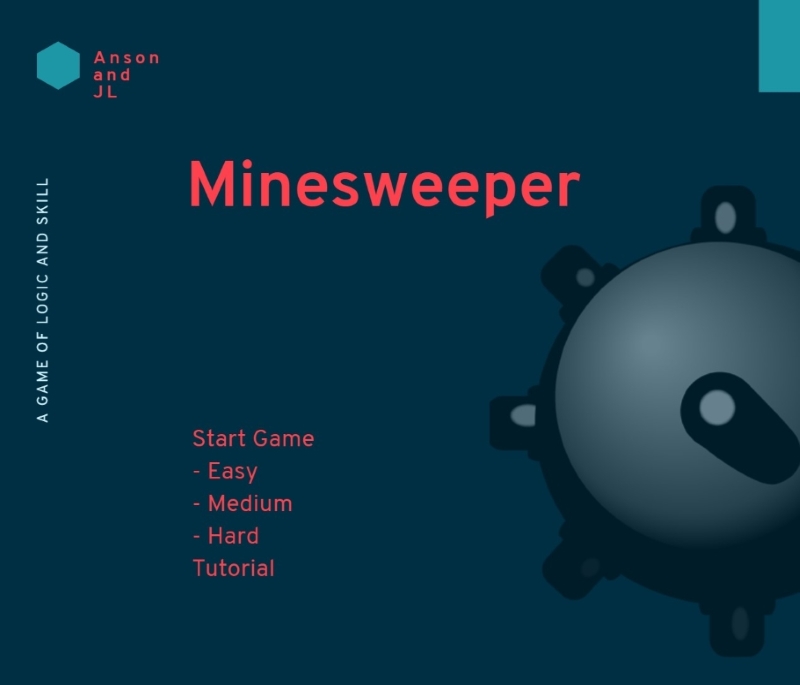 Anson
and
JL
A GAME OF LOGIC AND SKILL
Minesweeper
Start Game
- Easy
- Medium
- Hard
Tutorial